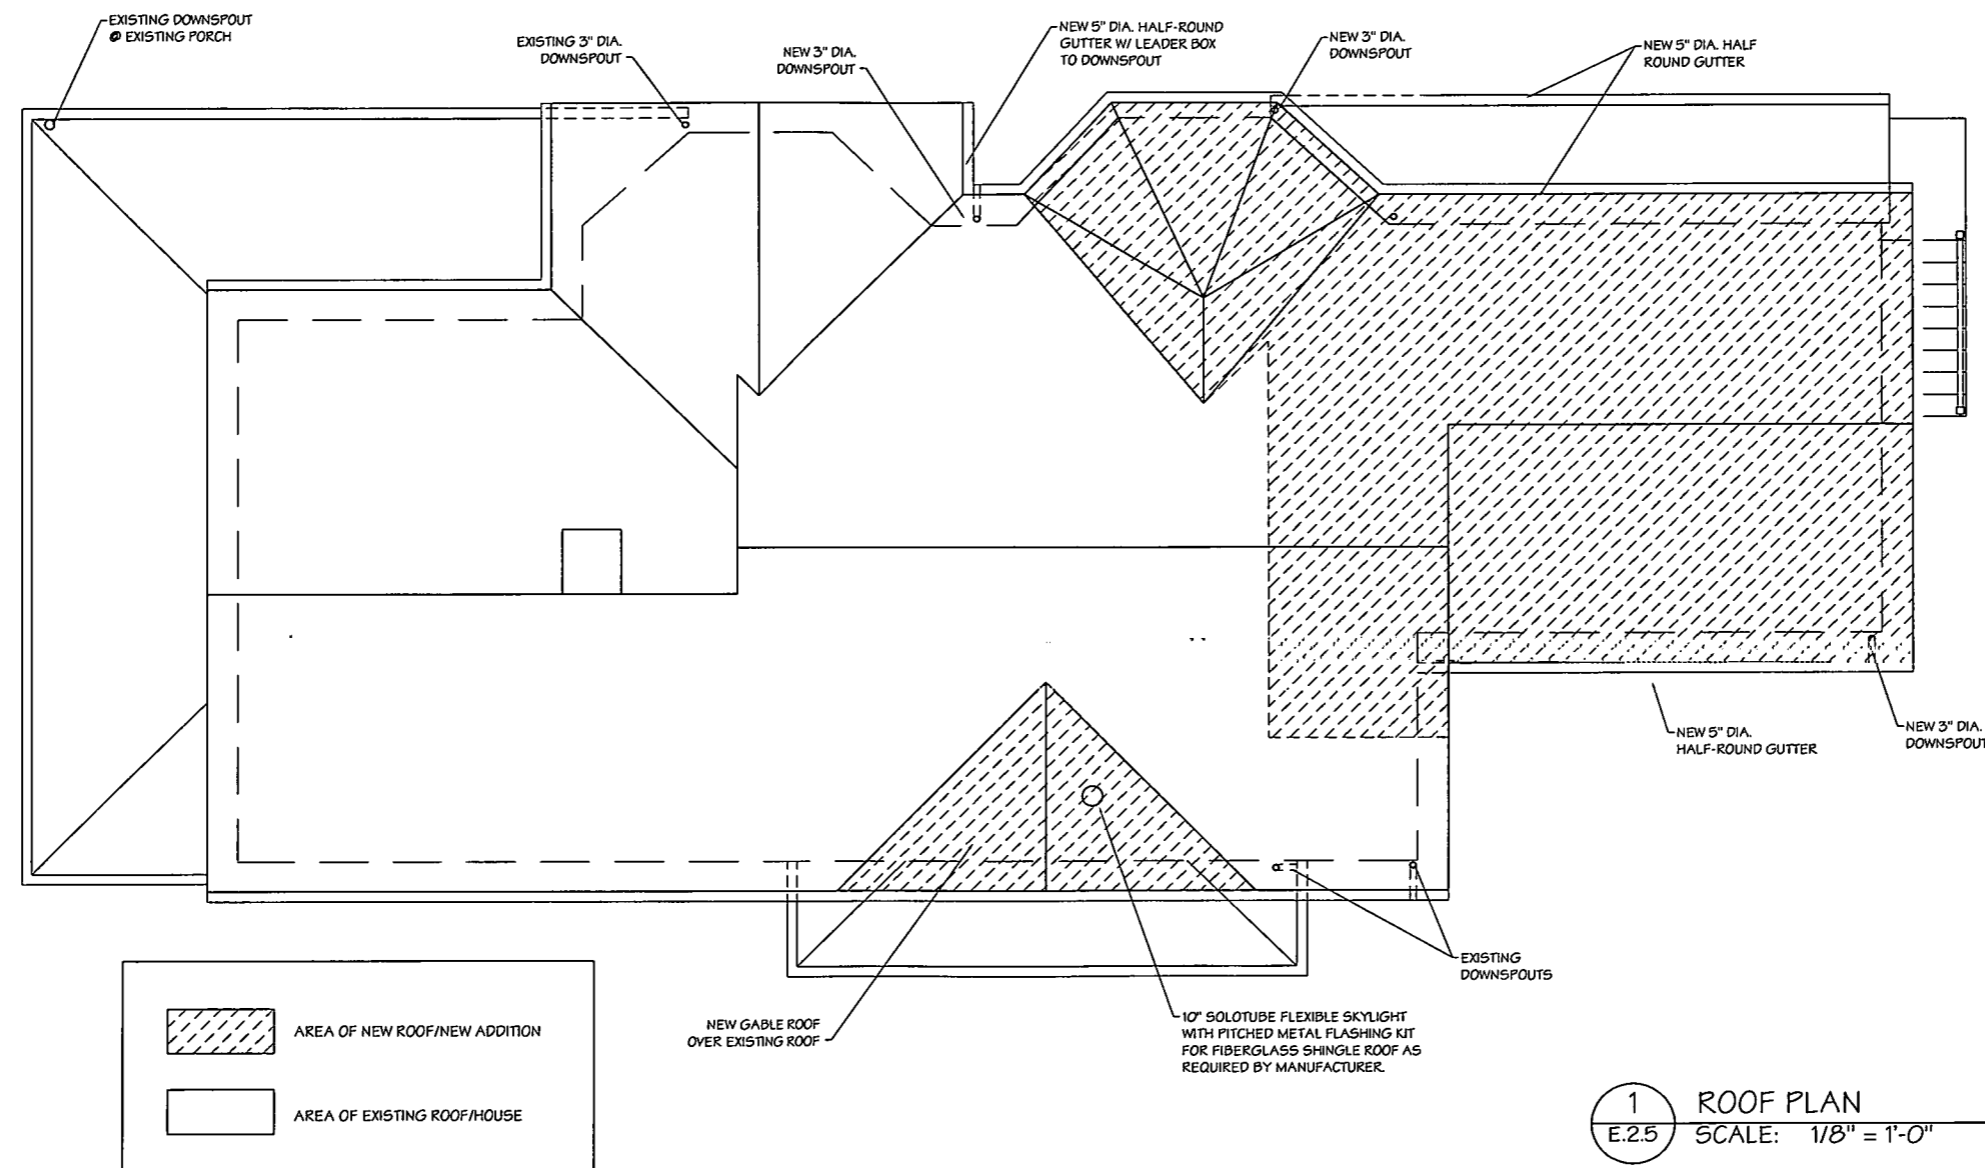 EXISTING DOWNSPOUT
@ EXISTING PORCH
EXISTING 3" DIA.
DOWNSPOUT
NEW 3" DIA.
DOWNSPOUT
NEW 5" DIA. HALF-ROUND
GUTTER W/ LEADER BOX
TO DOWNSPOUT
NEW 3" DIA.
DOWNSPOUT
NEW 5" DIA. HALF
ROUND GUTTER
NEW 5" DIA.
HALF-ROUND GUTTER
NEW 3" DIA.
DOWNSPOUT
EXISTING
DOWNSPOUTS
NEW GABLE ROOF
OVER EXISTING ROOF
10" SOLOTUBE FLEXIBLE SKYLIGHT
WITH PITCHED METAL FLASHING KIT
FOR FIBERGLASS SHINGLE ROOF AS
REQUIRED BY MANUFACTURER.
AREA OF NEW ROOF/NEW ADDITION
AREA OF EXISTING ROOF/HOUSE
1
E.2.5
ROOF PLAN
SCALE: 1/8" = 1'-0"